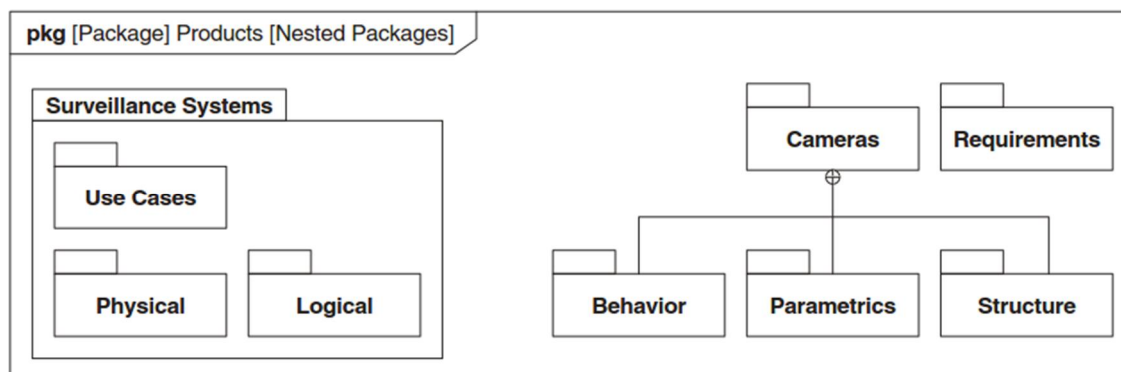 pkg [Package] Products [Nested Packages]
Surveillance Systems
Cameras
Requirements
Use Cases
Physical
Logical
Behavior
Parametrics
Structure